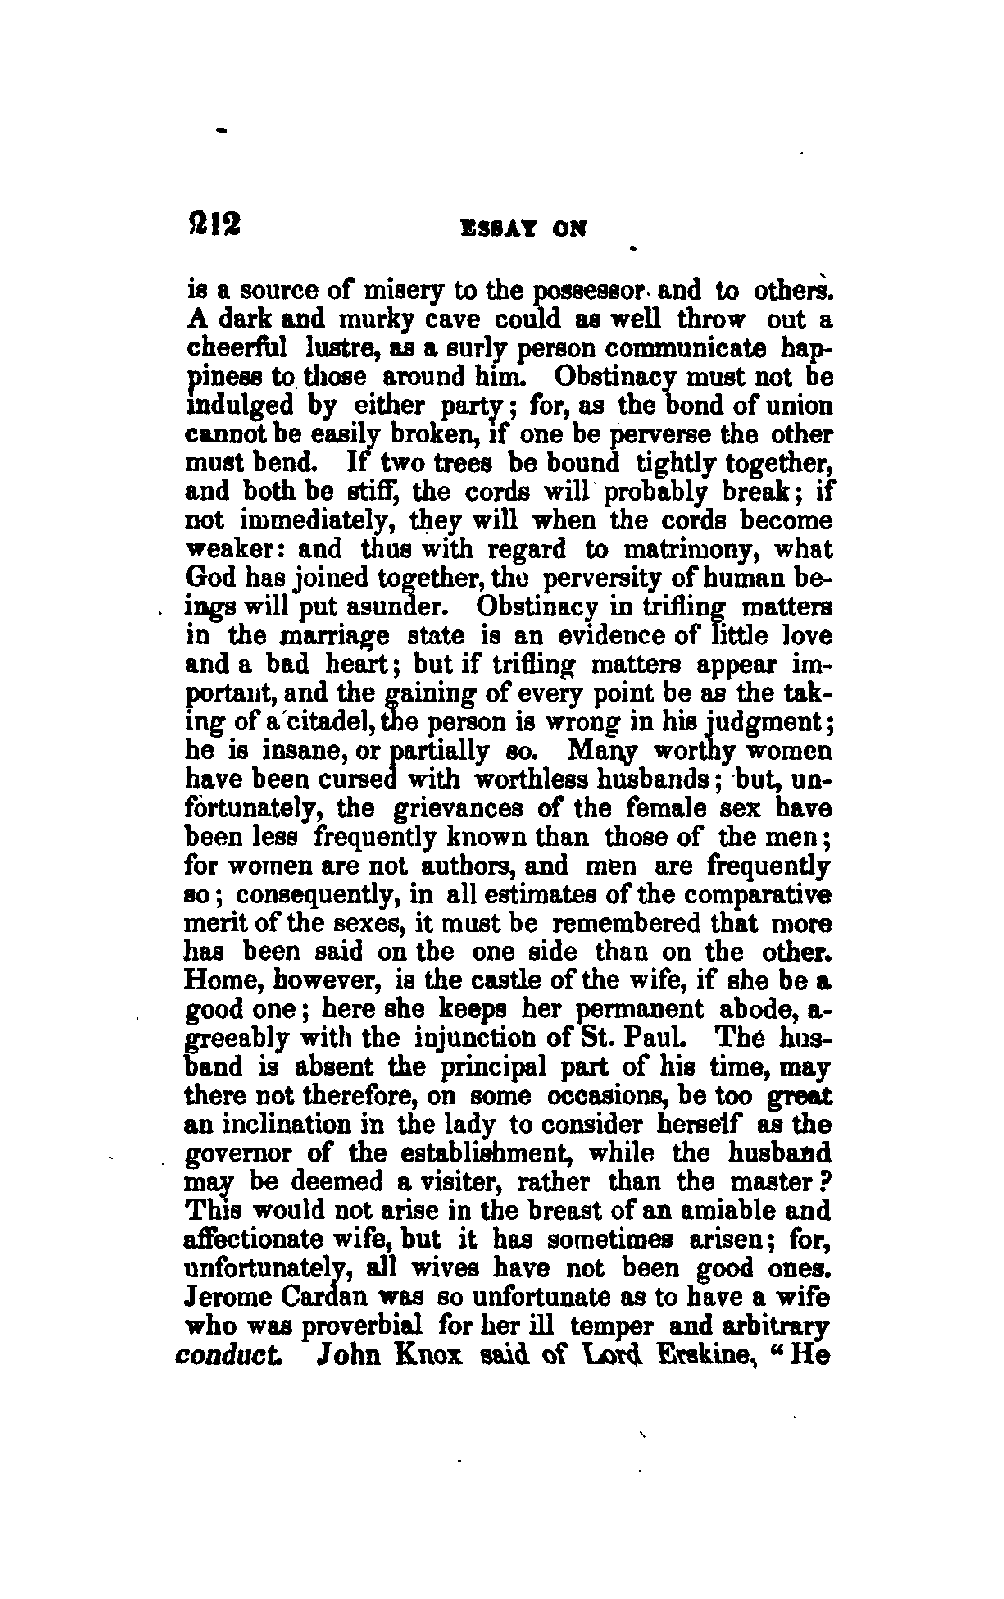 212 ESSAY ON
is a source of misery to the possessor and to others.
A dark and murky cave could as well throw out a
cheerful lustre, as a surly person communicate hap-
piness to those around him. Obstinacy must not be
indulged by either party; for, as the bond of union
cannot be easily broken, if one be perverse the other
must bend. If two trees be bound tightly together,
and both be stiff, the cords will probably break; if
not immediately, they will when the cords become
weaker: and thus with regard to matrimony, what
God has joined together, the perversity of human be-
ings will put asunder. Obstinacy in trifling matters
in the marriage state is an evidence of little love
and a bad heart; but if trifling matters appear im-
portant, and the gaining of every point be as the tak-
ing of a citadel, the person is wrong in his judgment;
he is insane, or partially so. Many worthy women
have been cursed with worthless husbands; but, un-
fortunately, the grievances of the female sex have
been less frequently known than those of the men;
for women are not authors, and men are frequently
so; consequently, in all estimates of the comparative
merit of the sexes, it must be remembered that more
has been said on the one side than on the other.
Home, however, is the castle of the wife, if she be a
good one; here she keeps her permanent abode, a-
greeably with the injunction of St. Paul. The hus-
band is absent the principal part of his time, may
there not therefore, on some occasions, be too great
an inclination in the lady to consider herself as the
governor of the establishment, while the husband
may be deemed a visiter, rather than the master?
This would not arise in the breast of an amiable and
affectionate wife, but it has sometimes arisen; for,
unfortunately, all wives have not been good ones.
Jerome Cardan was so unfortunate as to have a wife
who was proverbial for her ill temper and arbitrary
conduct. John Knox said of Lord Erskine, "He